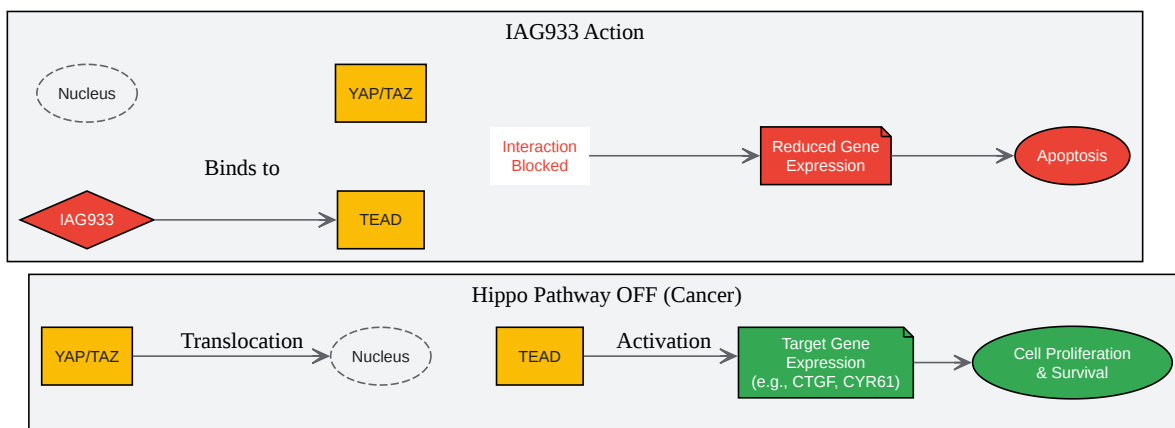 IAG933 Action
Nucleus
YAP/TAZ
Interaction
Blocked
Reduced Gene
Expression
Apoptosis
Binds to
IAG933
TEAD
Hippo Pathway OFF (Cancer)
YAP/TAZ
Translocation
Nucleus
TEAD
Activation
Target Gene
Expression
(e.g., CTGF, CYR61)
Cell Proliferation
& Survival